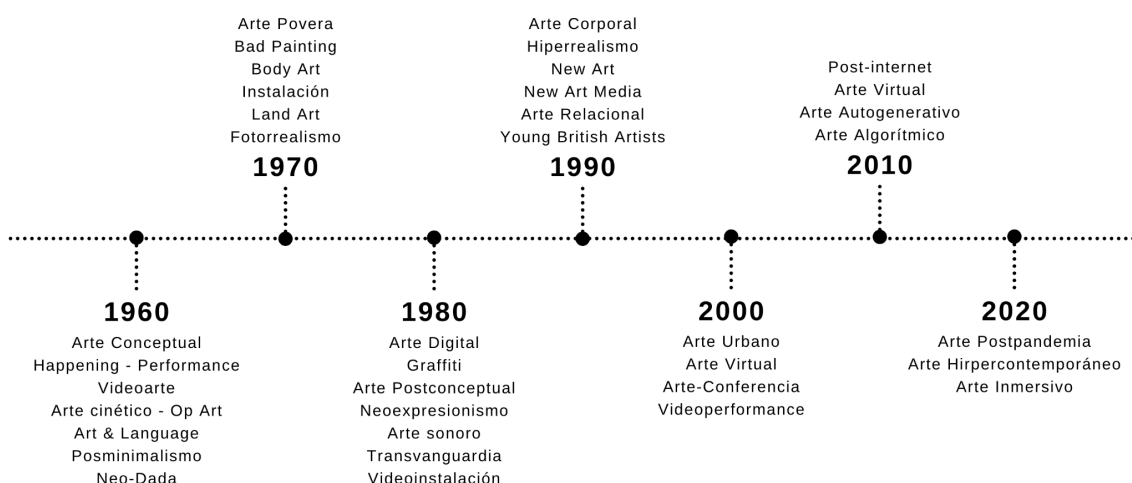 Arte Povera
Bad Painting
Body Art
Instalación
Land Art
Fotorrealismo
1970
Arte Corporal
Hiperrealismo
New Art
New Art Media
Arte Relacional
Young British Artists
1990
Post-internet
Arte Virtual
Arte Autogenerativo
Arte Algorítmico
2010
1960
Arte Conceptual
Happening - Performance
Videoarte
Arte cinético - Op Art
Art & Language
Posminimalismo
Neo-Dada
1980
Arte Digital
Graffiti
Arte Postconceptual
Neoexpresionismo
Arte sonoro
Transvanguardia
Videoinstalación
2000
Arte Urbano
Arte Virtual
Arte-Conferencia
Videoperformance
2020
Arte Postpandemia
Arte Hirpercontemporáneo
Arte Inmersivo